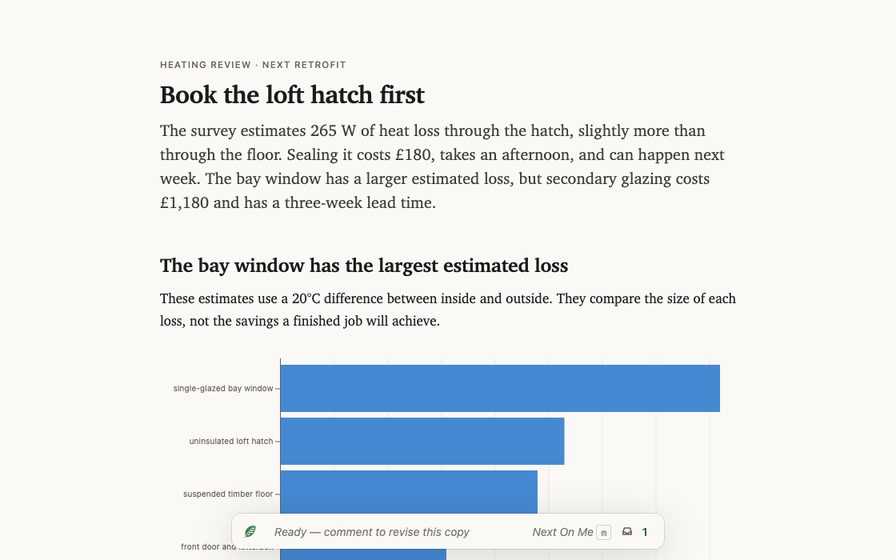 HEATING REVIEW · NEXT RETROFIT
Book the loft hatch first
The survey estimates 265 W of heat loss through the hatch, slightly more than
through the floor. Sealing it costs £180, takes an afternoon, and can happen next
week. The bay window has a larger estimated loss, but secondary glazing costs
£1,180 and has a three-week lead time.
The bay window has the largest estimated loss
These estimates use a 20°C difference between inside and outside. They compare the size of each
loss, not the savings a finished job will achieve.
single-glazed bay window
uninsulated loft hatch
suspended timber floor
front door and
Ready — comment to revise this copy
Next On Me m 1